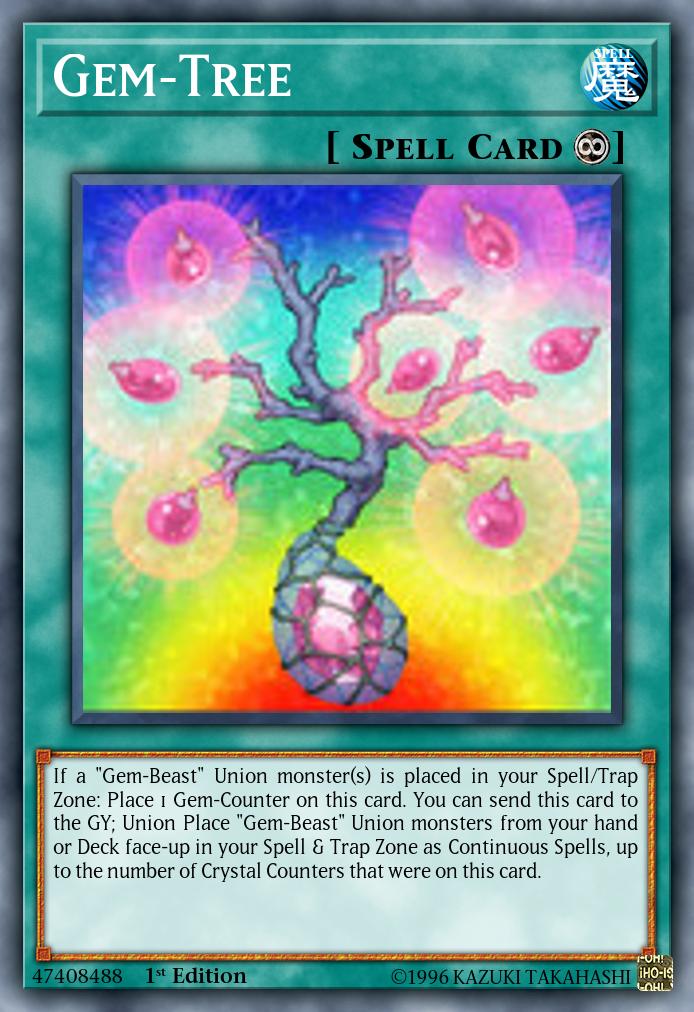 GEM-TREE
SPELL
魔
[ SPELL CARD ]
If a "Gem-Beast" Union monster(s) is placed in your Spell/Trap
Zone: Place 1 Gem-Counter on this card. You can send this card to
the GY; Union Place "Gem-Beast" Union monsters from your hand
or Deck face-up in your Spell & Trap Zone as Continuous Spells, up
to the number of Crystal Counters that were on this card.
47408488 1st Edition ©1996 KAZUKI TAKAHASHI